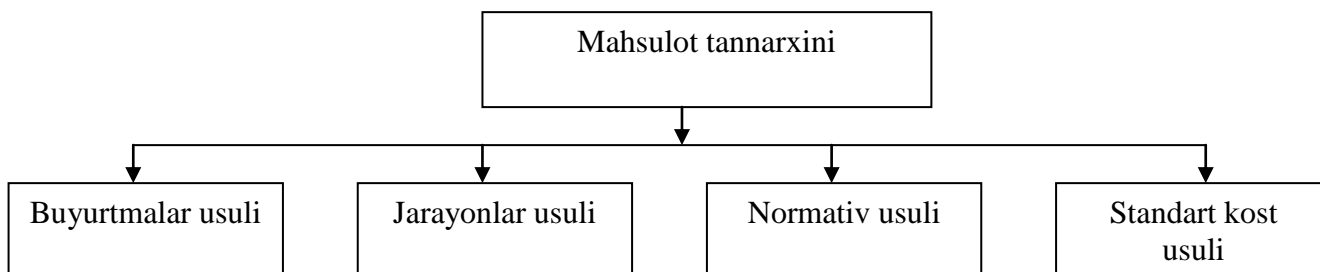 Mahsulot tannarxini
Buyurtmalar usuli
Jarayonlar usuli
Normativ usuli
Standart kost
usuli